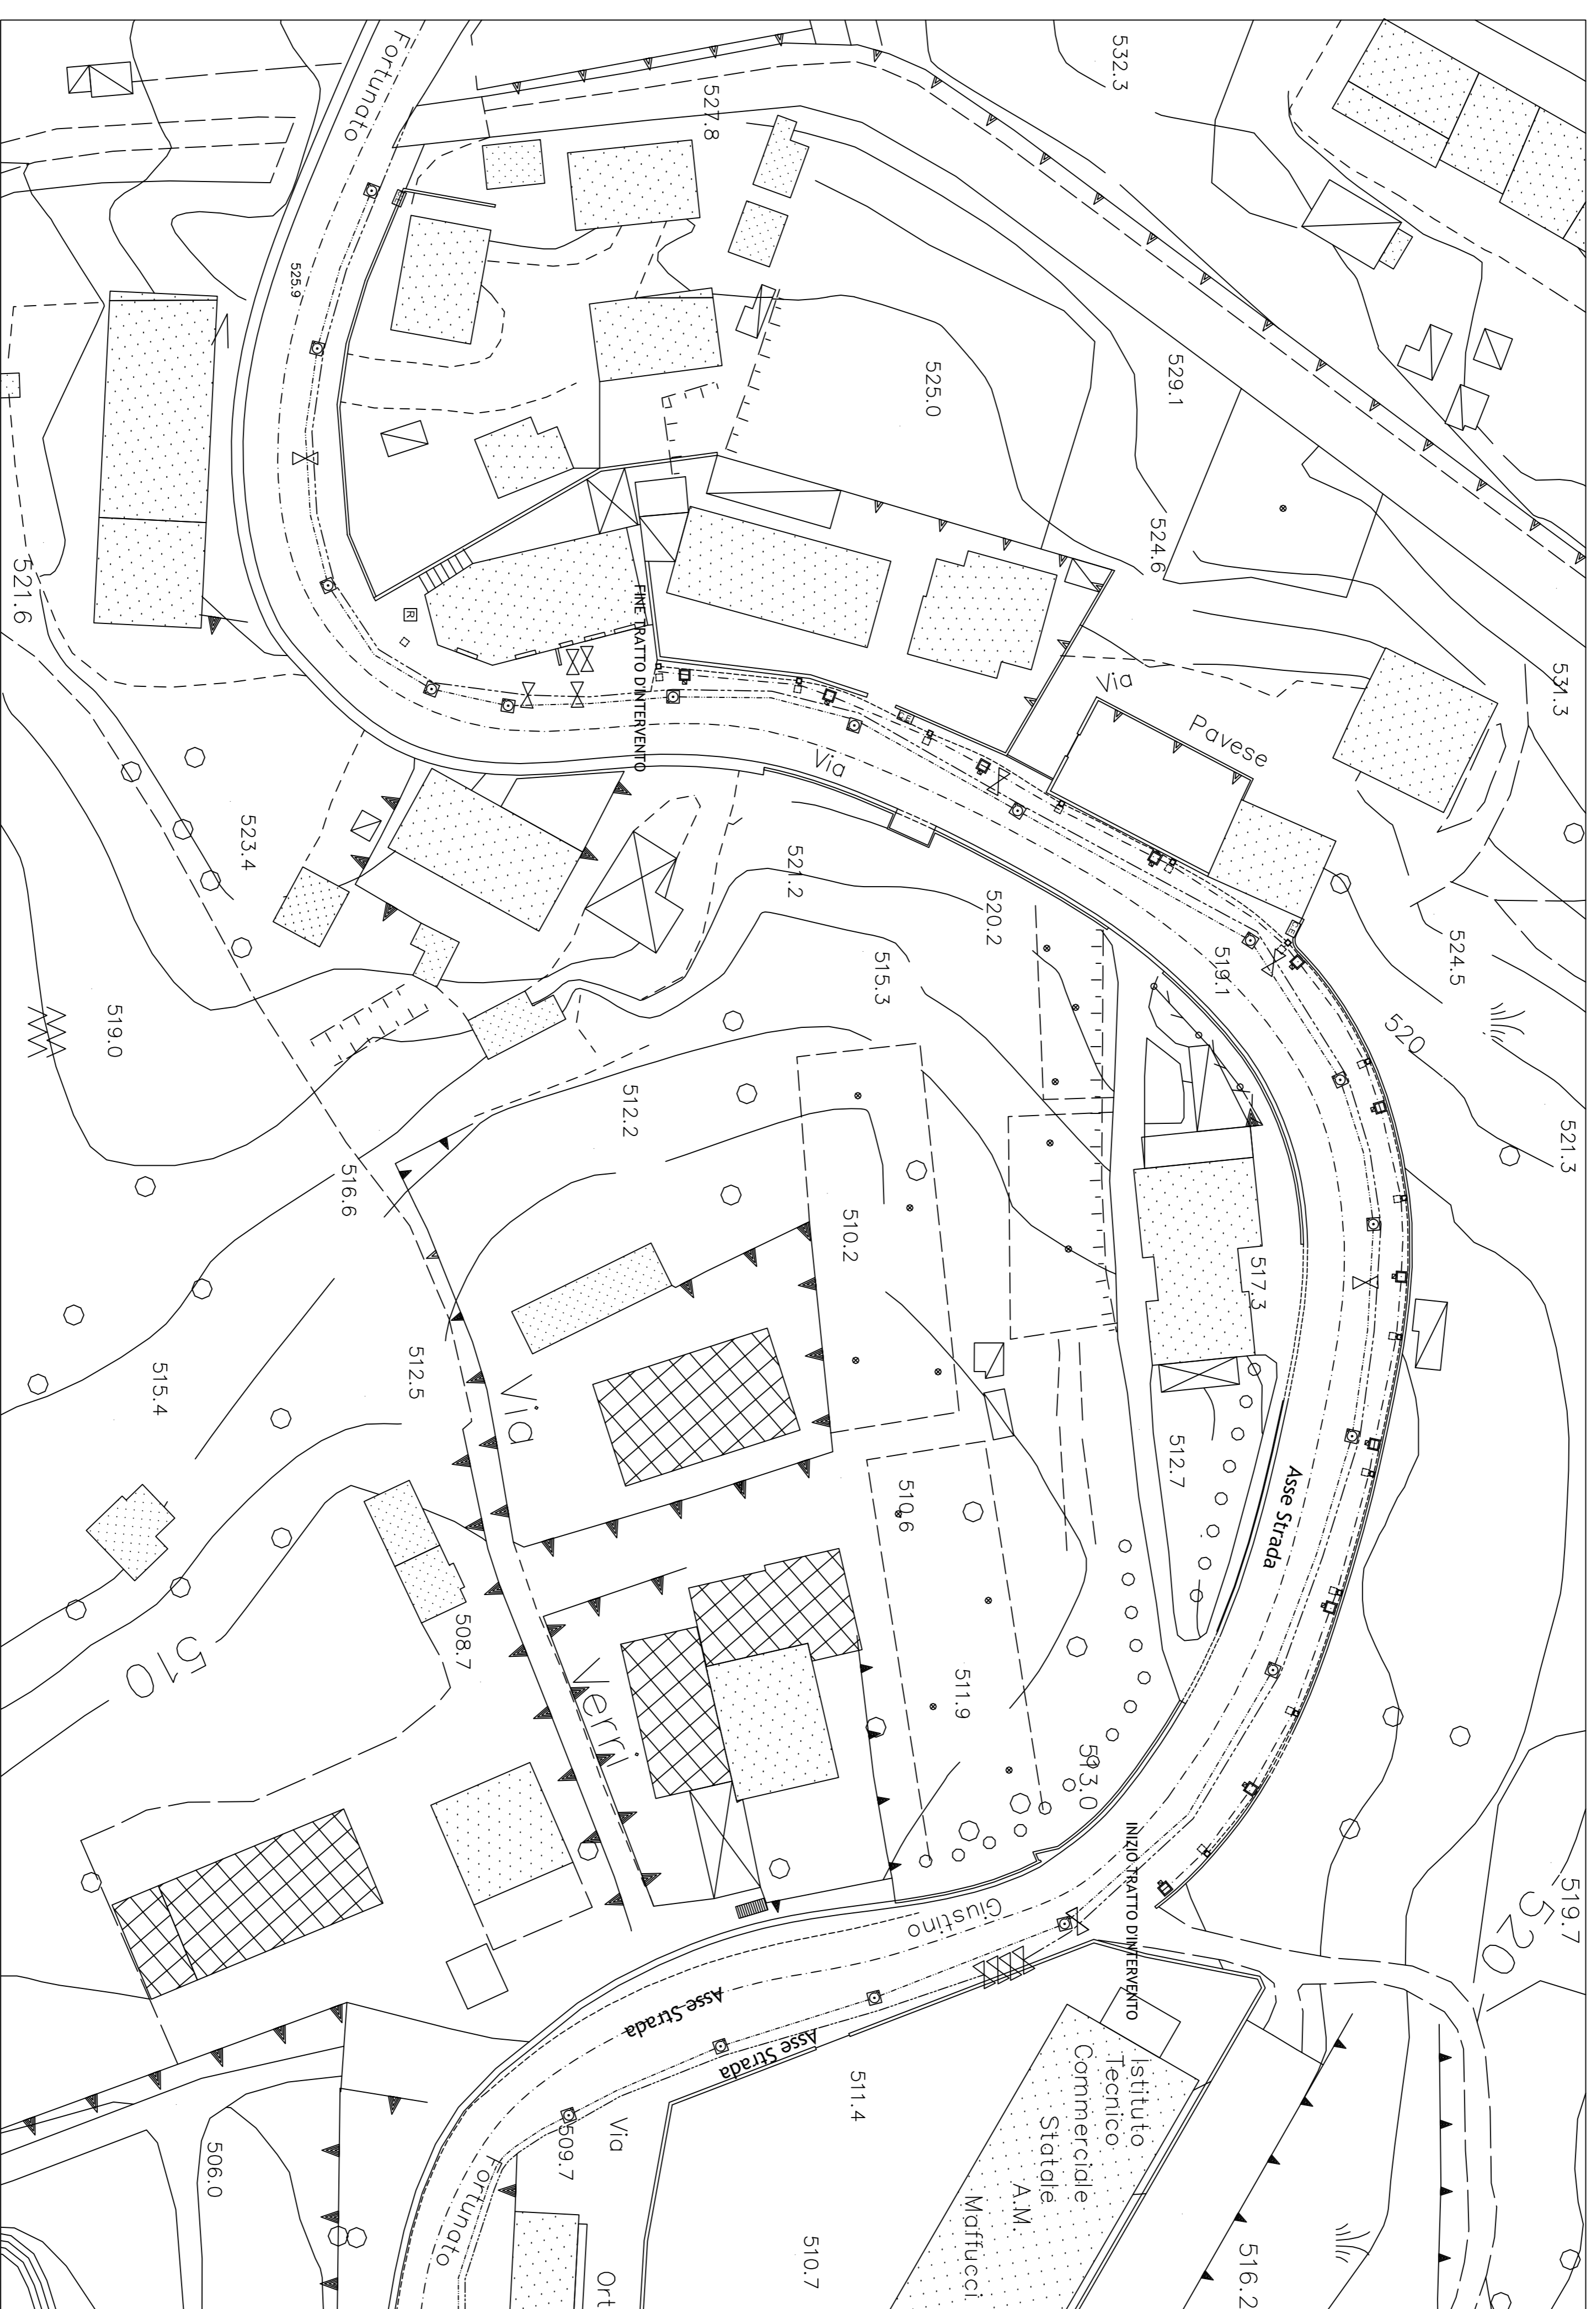 532.3
Fortunato
527.8
525.9
529.1
525.0
524.6
521.6
531.3
FINE TRATTO D'INTERVENTO
R
Via
Pavese
Via
523.4
521.2
520.2
524.5
519.1
515.3
519.0
520
512.2
521.3
516.6
510.2
517.3
512.5
515.4
Via
512.7
Asse Strada
510.6
508.7
510
Verri
511.9
513.0
INIZIO TRATTO D'INTERVENTO
519.7
520
Giustino
Asse Strada
Asse Strada
Istituto
Tecnico
Commerciale
Statale
A.M.
Maffucci
511.4
Via
509.7
506.0
Fortunato
510.7
516.2
Ort